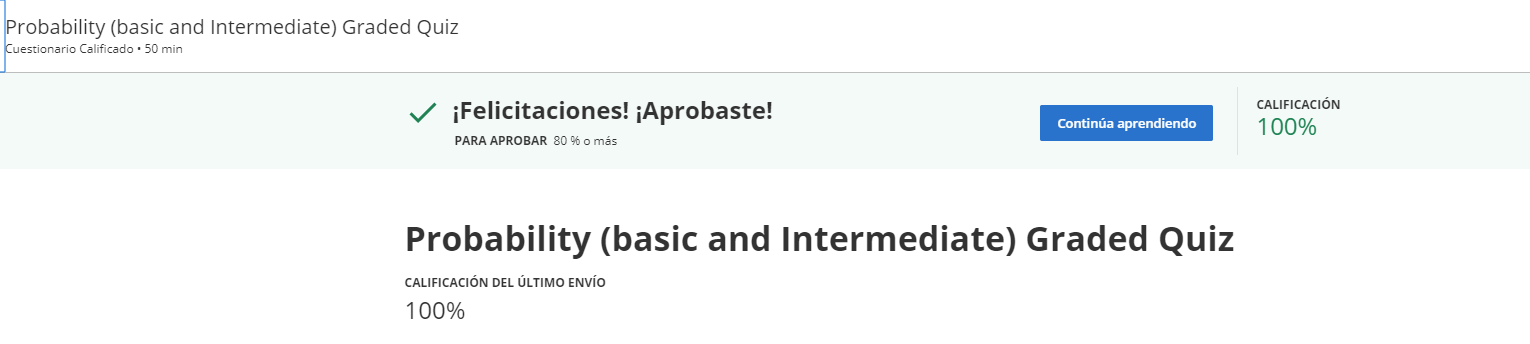 Probability (basic and Intermediate) Graded Quiz
Cuestionario Calificado • 50 min
¡Felicitaciones! ¡Aprobaste!
PARA APROBAR 80 % o más
Continúa aprendiendo
CALIFICACIÓN
100%
Probability (basic and Intermediate) Graded Quiz
CALIFICACIÓN DEL ÚLTIMO ENVÍO
100%